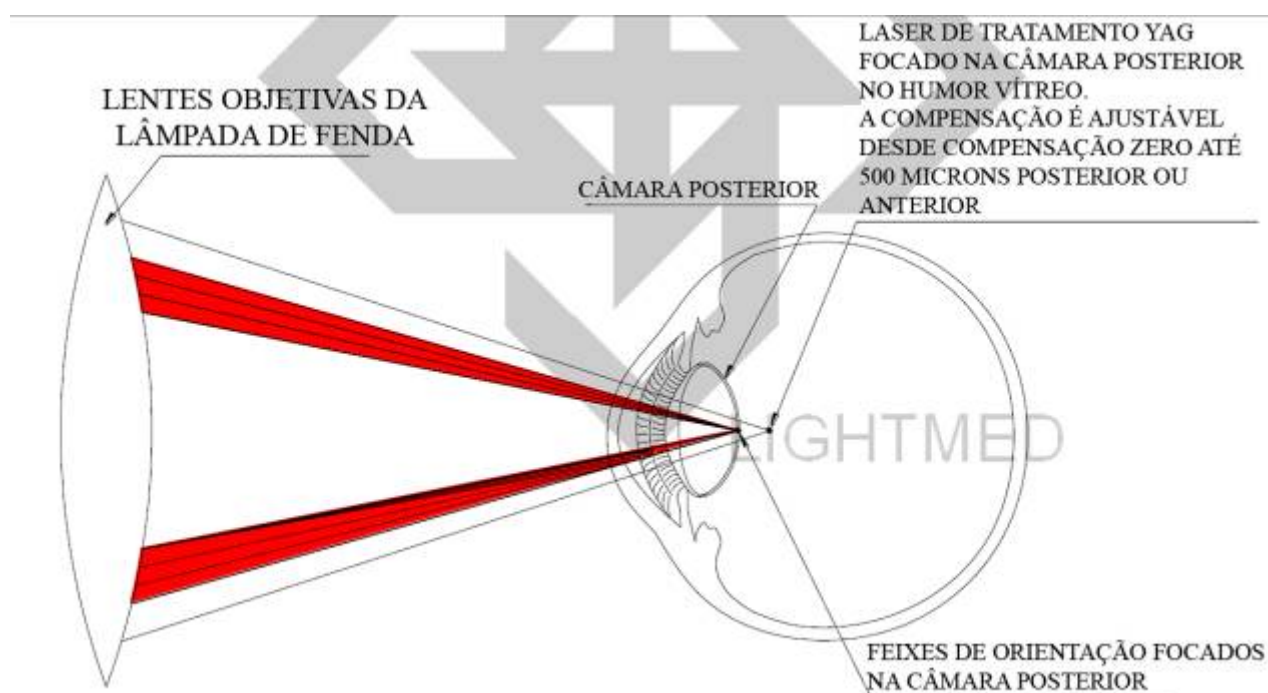 LENTES OBJETIVAS DA
LÂMPADA DE FENDA
CÂMARA POSTERIOR
LASER DE TRATAMENTO YAG
FOCADO NA CÂMARA POSTERIOR
NO HUMOR VÍTREO.
A COMPENSAÇÃO É AJUSTÁVEL
DESDE COMPENSAÇÃO ZERO ATÉ
500 MICRONS POSTERIOR OU
ANTERIOR
LIGHTMED
FEIXES DE ORIENTAÇÃO FOCADOS
NA CÂMARA POSTERIOR